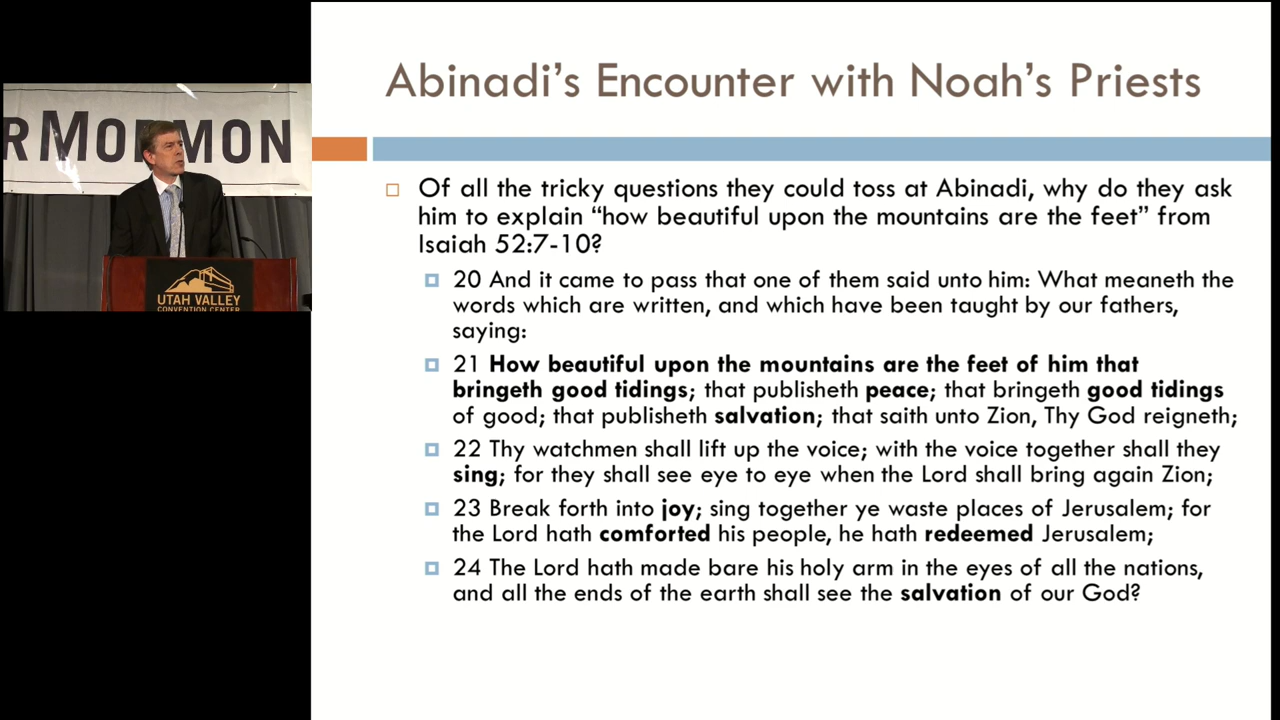 R MORMON
UTAH VALLEY
CONVENTION CENTER
Abinadi's Encounter with Noah's Priests
Of all the tricky questions they could toss at Abinadi, why do they ask
him to explain “how beautiful upon the mountains are the feet” from
Isaiah 52:7-10?
20 And it came to pass that one of them said unto him: What meaneth the
words which are written, and which have been taught by our fathers,
saying:
21 How beautiful upon the mountains are the feet of him that
bringeth good tidings; that publisheth peace; that bringeth good tidings
of good; that publisheth salvation; that saith unto Zion, Thy God reigneth;
22 Thy watchmen shall lift up the voice; with the voice together shall they
sing; for they shall see eye to eye when the Lord shall bring again Zion;
23 Break forth into joy; sing together ye waste places of Jerusalem; for
the Lord hath comforted his people, he hath redeemed Jerusalem;
24 The Lord hath made bare his holy arm in the eyes of all the nations,
and all the ends of the earth shall see the salvation of our God?